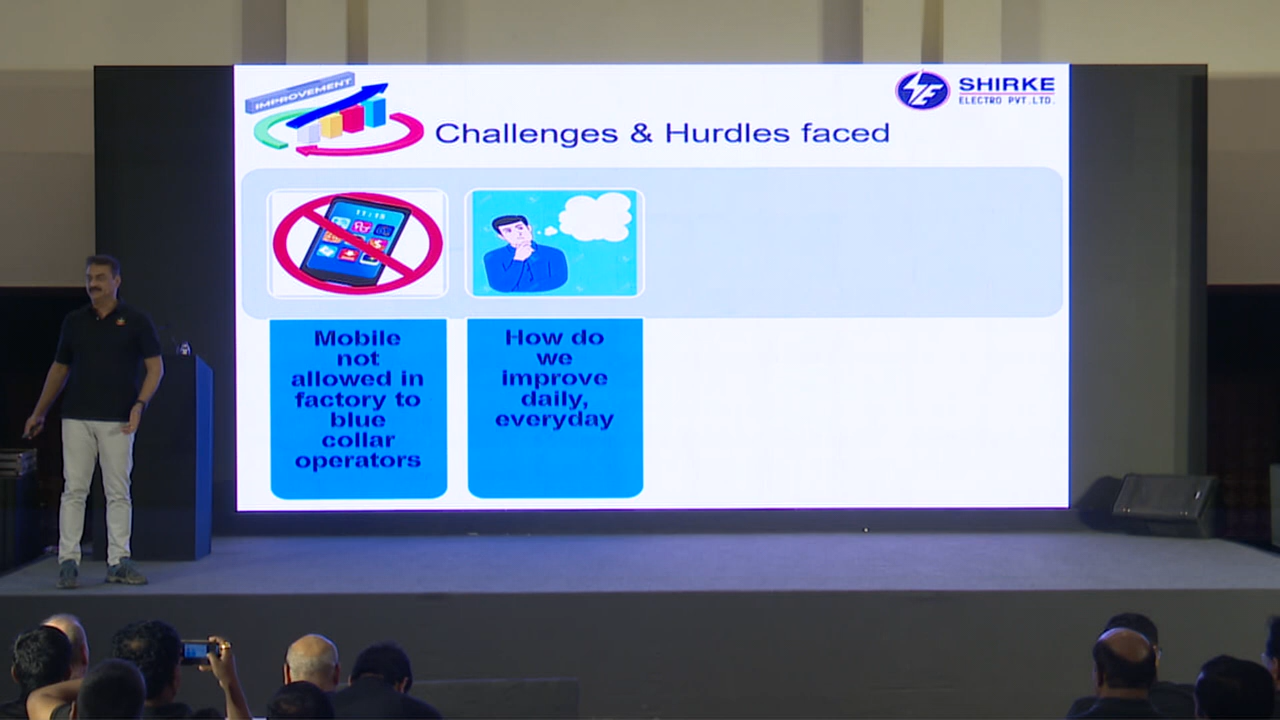 IMPROVEMENT
SHIRKE
ELECTRO PVT.LTD.
Challenges & Hurdles faced
Mobile
not
allowed in
factory to
blue
collar
operators
How do
we
improve
daily,
everyday